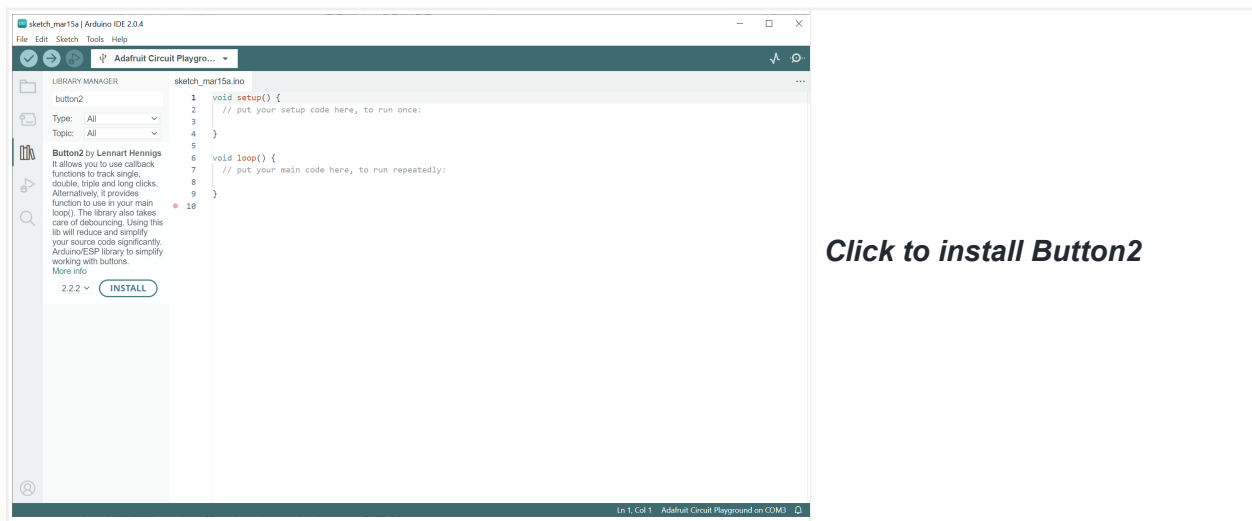 sketch_mar15a | Arduino IDE 2.0.4
File Edit Sketch Tools Help
Adafruit Circuit Playgro...
LIBRARY MANAGER
button2
Type: All
Topic: All
Button2 by Lennart Hennigs
It allows you to use callback
functions to track single,
double, triple and long clicks.
Alternatively, it provides
function to use in your main
loop(). The library also takes
care of debouncing. Using this
lib will reduce and simplify
your source code significantly.
Arduino/ESP library to simplify
working with buttons.
More info
2.2.2 INSTALL
sketch_mar15a.ino
1 void setup() {
2 // put your setup code here, to run once:
3
4 }
5
6 void loop() {
7 // put your main code here, to run repeatedly:
8
9 }
10
Ln 1, Col 1 Adafruit Circuit Playground on COM3
Click to install Button2